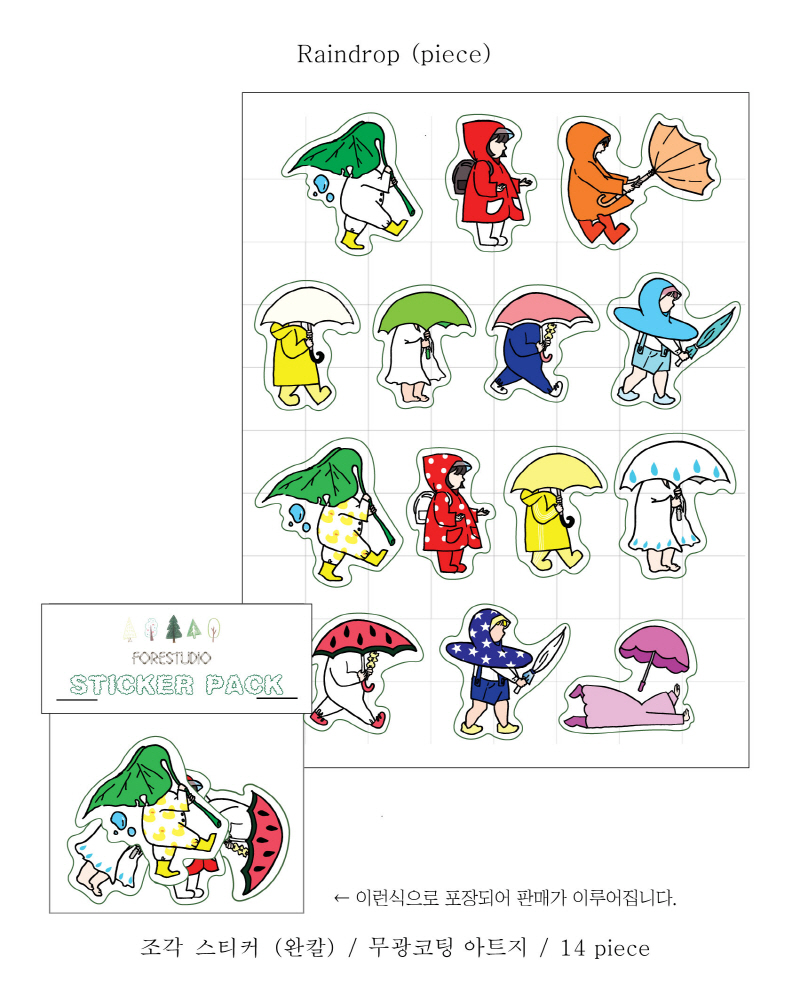 Raindrop (piece)
FORESTUDIO
STICKER PACK
← 이런식으로 포장되어 판매가 이루어집니다.
조각 스티커 (완칼) / 무광코팅 아트지 / 14 piece